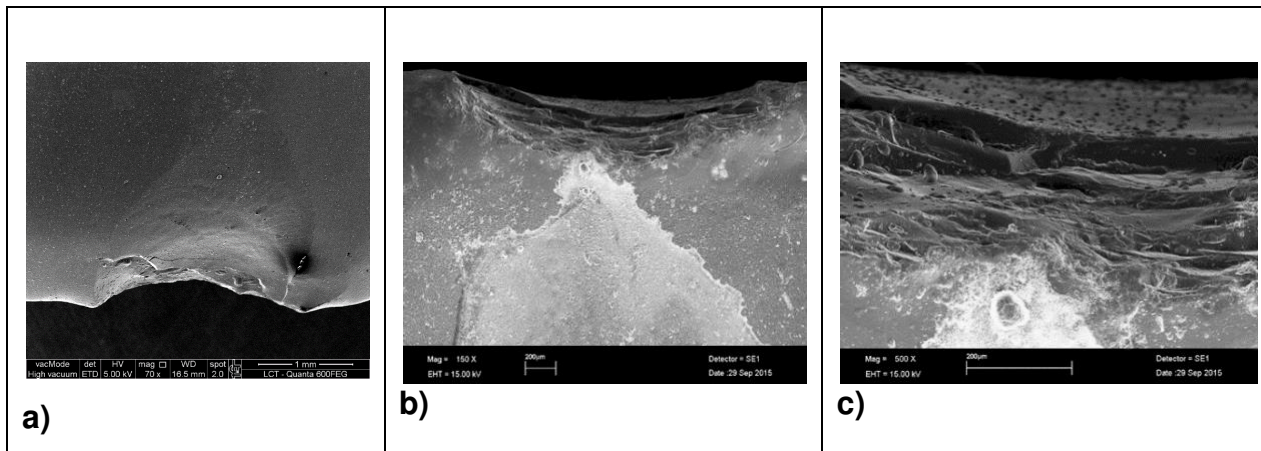 vacMode det HV mag □ WD spot
High vacuum ETD 5.00 kV 70 x 16.5 mm 2.0
1 mm
LCT - Quanta 600FEG
a)
Mag = 150 X
EHT = 15.00 kV
200µm
Detector = SE1
Date :29 Sep 2015
b)
Mag = 500 X
EHT = 15.00 kV
200µm
Detector = SE1
Date :29 Sep 2015
c)